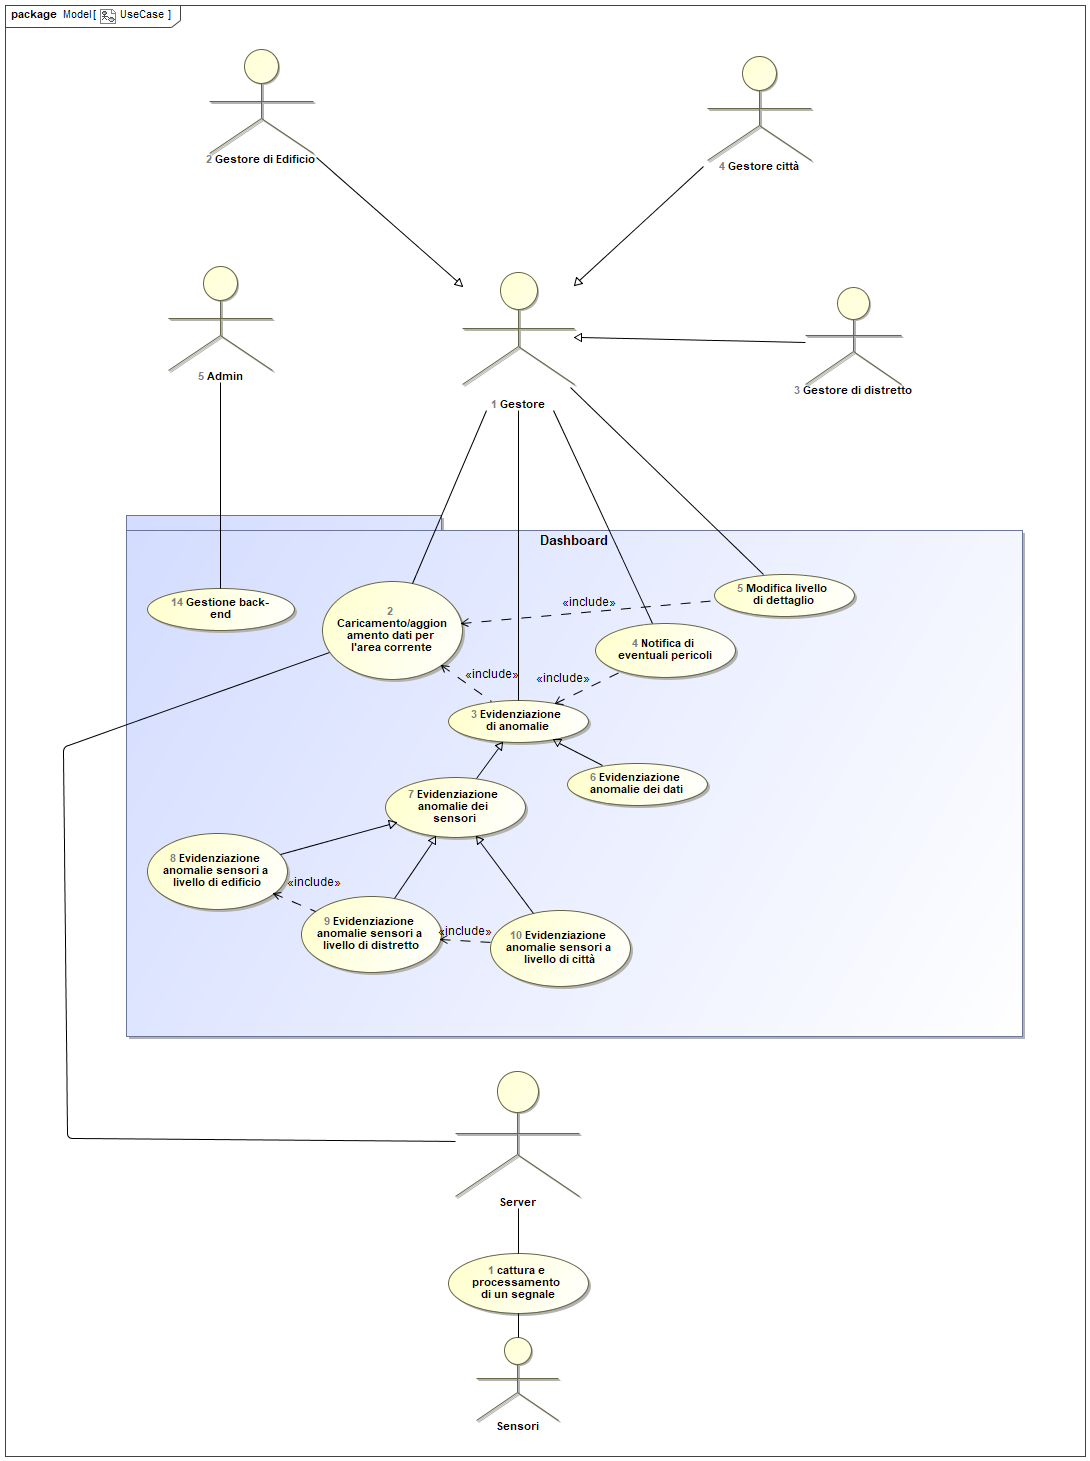 package Model[ UseCase ]
2 Gestore di Edificio
4 Gestore città
5 Admin
1 Gestore
3 Gestore di distretto
Dashboard
14 Gestione back-
end
2
Caricamento/aggion
amento dati per
l'area corrente
«include»
5 Modifica livello
di dettaglio
4 Notifica di
eventuali pericoli
«include»
«include»
3 Evidenziazione
di anomalie
6 Evidenziazione
anomalie dei dati
7 Evidenziazione
anomalie dei
sensori
8 Evidenziazione
anomalie sensori a
livello di edificio
«include»
9 Evidenziazione
anomalie sensori a
livello di distretto
«include»
10 Evidenziazione
anomalie sensori a
livello di città
Server
1 cattura e
processamento
di un segnale
Sensori